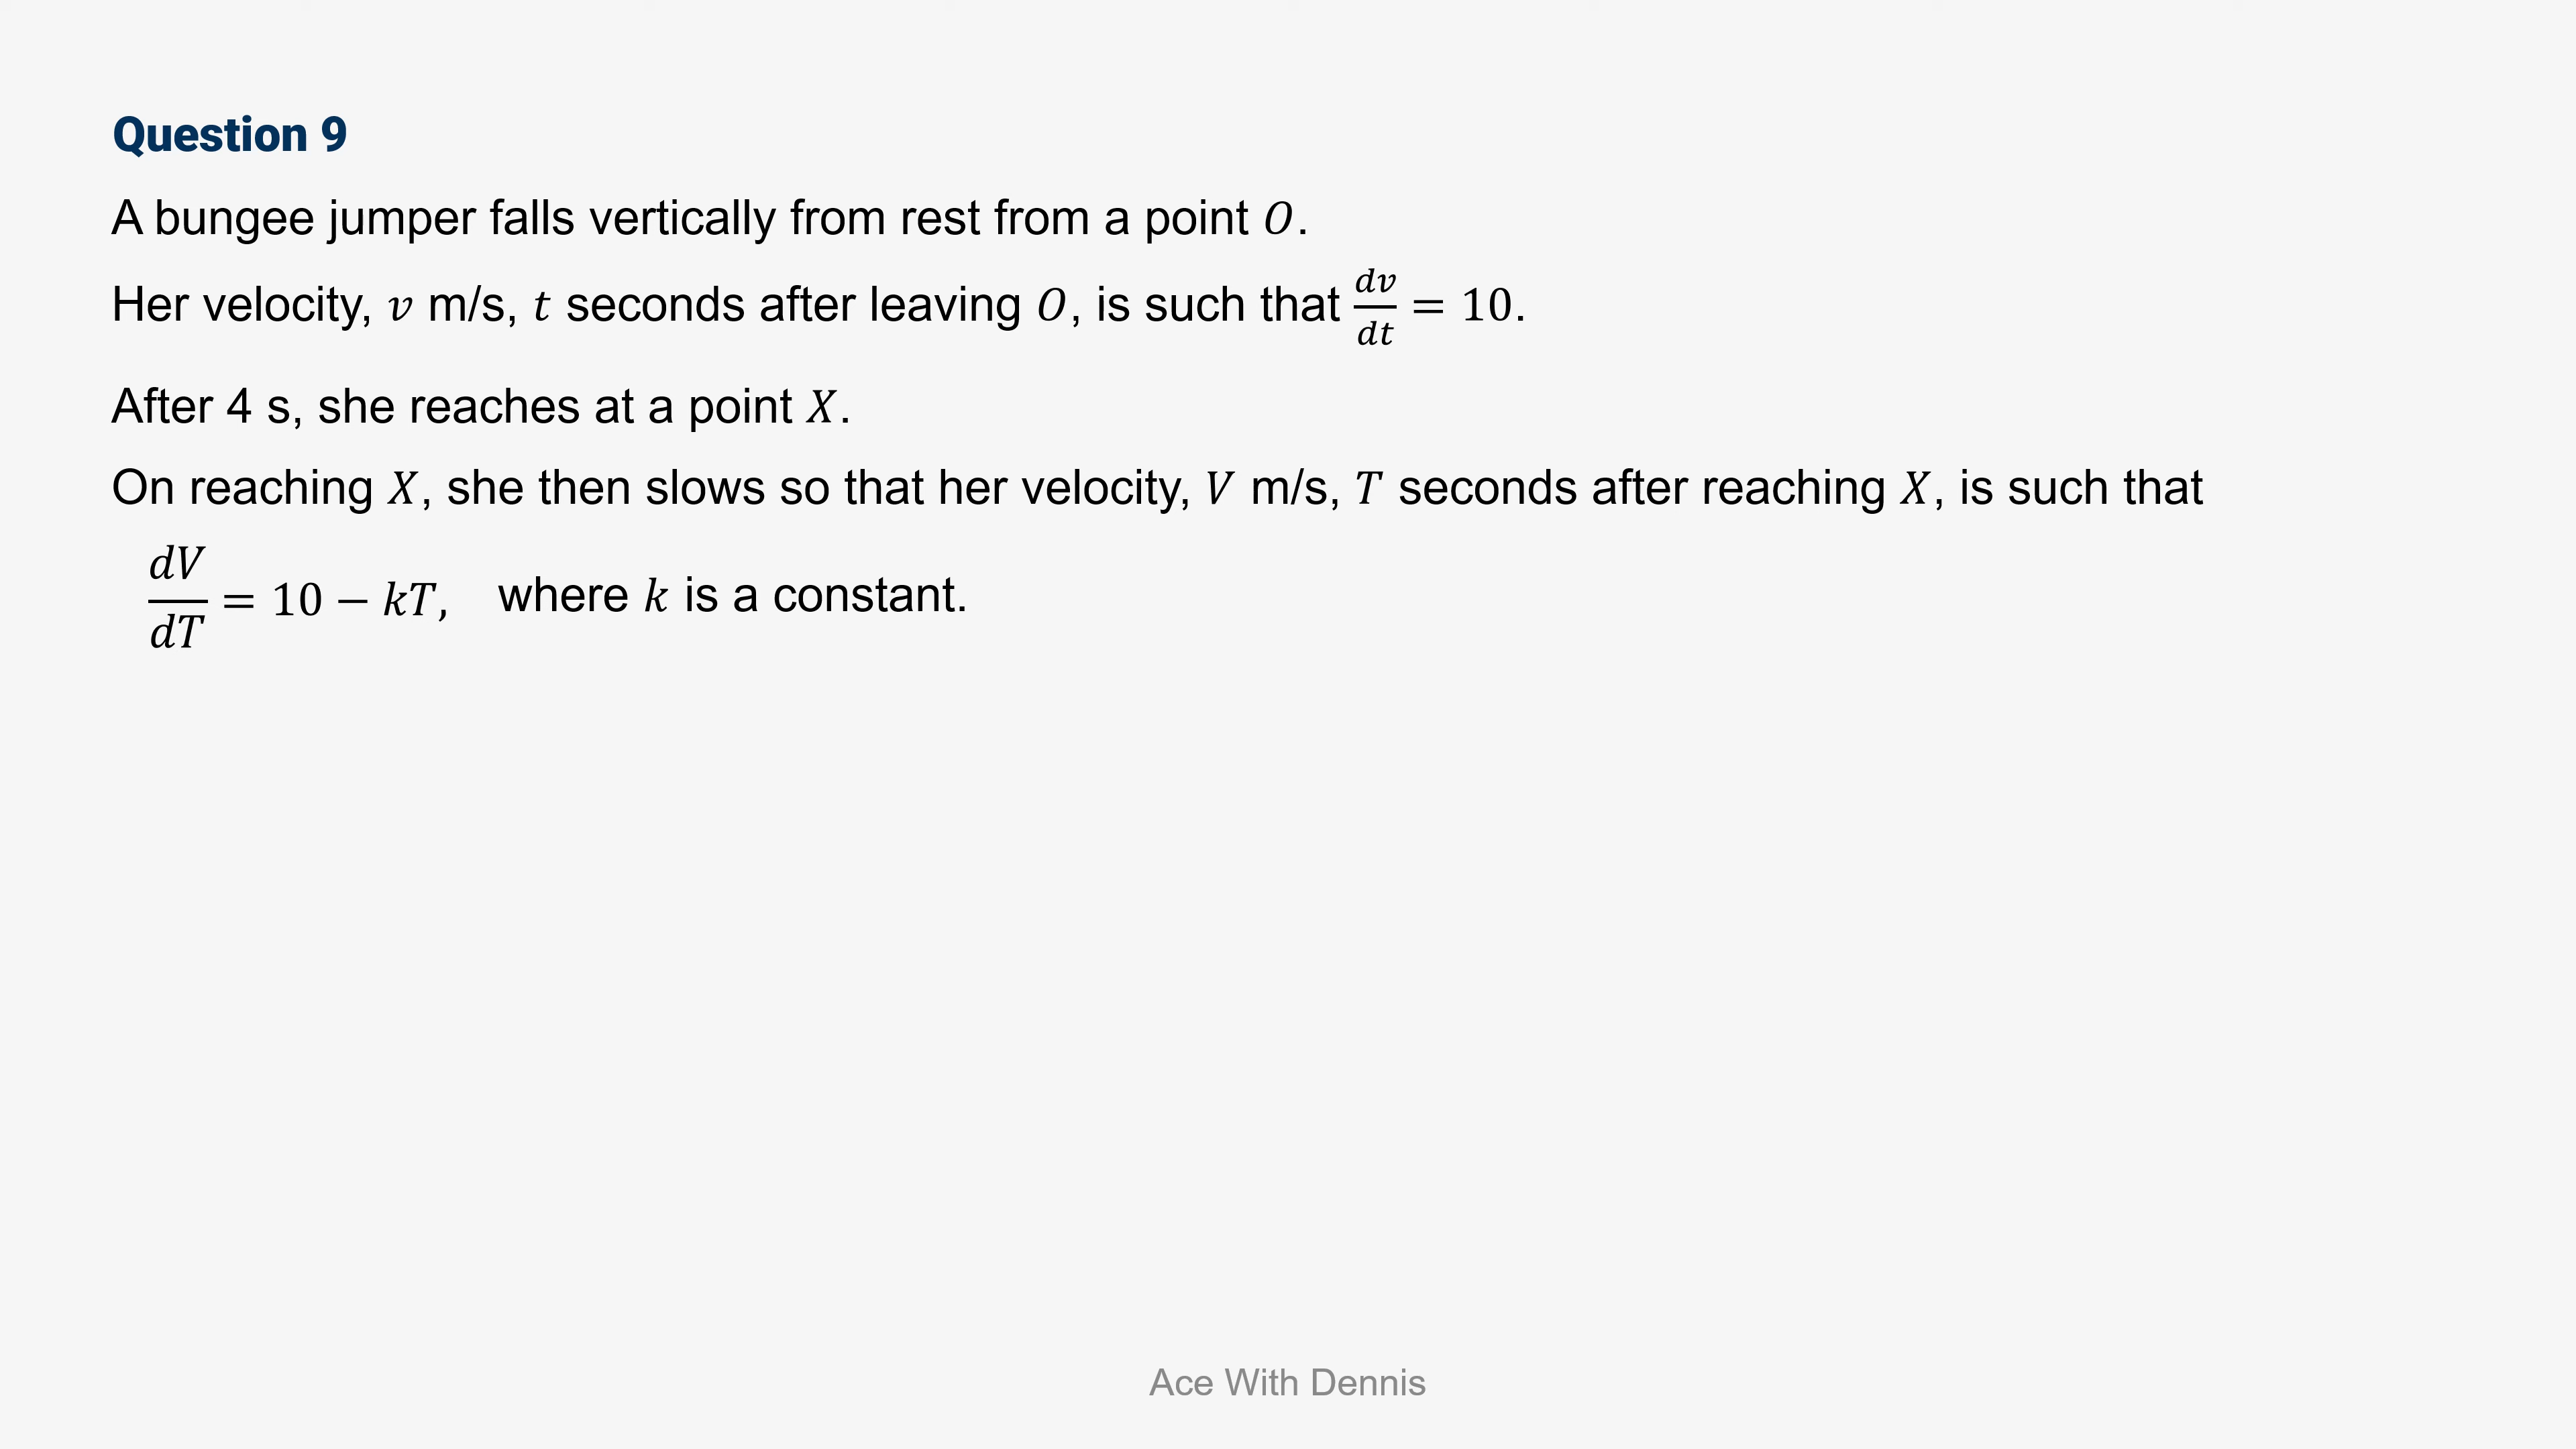 Question 9
A bungee jumper falls vertically from rest from a point 𝑂.
Her velocity, 𝑣 m/s, 𝑡 seconds after leaving 𝑂, is such that 𝑑𝑣/𝑑𝑡 = 10.
After 4 s, she reaches at a point 𝑋.
On reaching 𝑋, she then slows so that her velocity, 𝑉 m/s, 𝑇 seconds after reaching 𝑋, is such that
𝑑𝑉/𝑑𝑇 = 10 − 𝑘𝑇, where 𝑘 is a constant.
Ace With Dennis